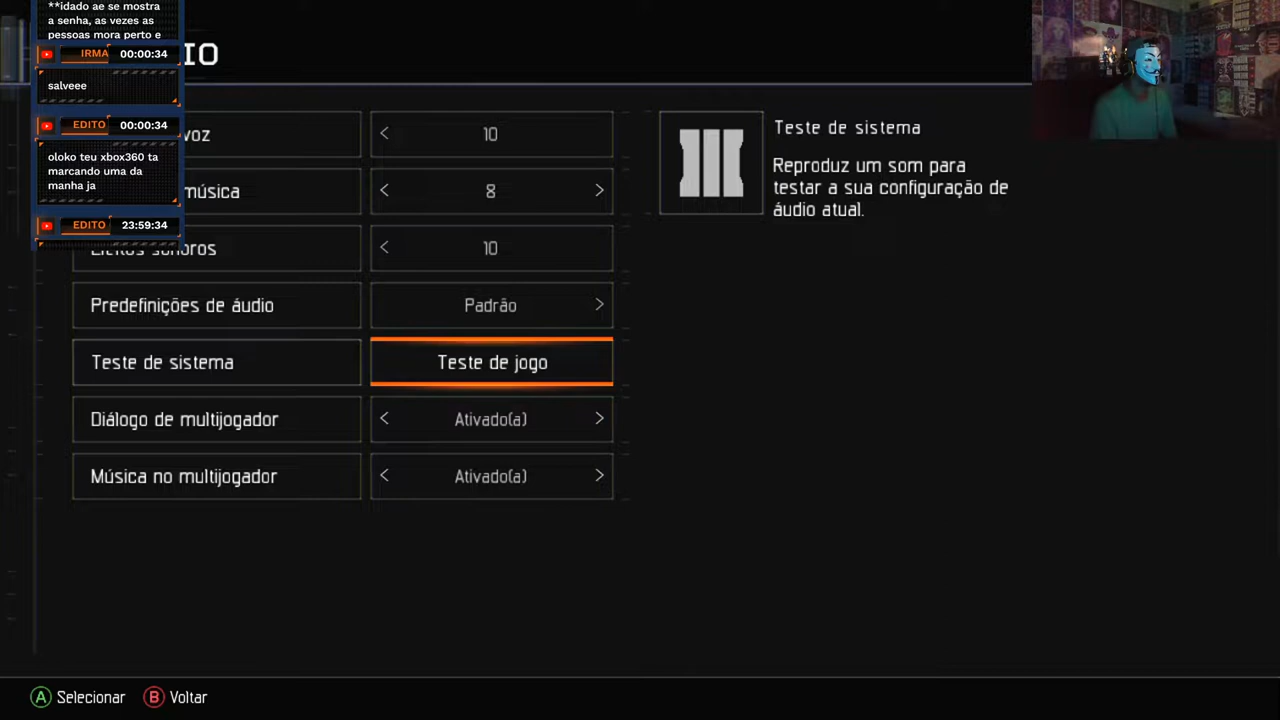 **idado ae se mostra
a senha, as vezes as
pessoas mora perto e
IRMA 00:00:34
salveee
EDITO 00:00:34
oloko teu xbox360 ta
marcando uma da
manha ja
EDITO 23:59:34
IO
voz < 10
música < 8 >
Efeitos sonoros < 10
Predefinições de áudio Padrão >
Teste de sistema Teste de jogo
Diálogo de multijogador < Ativado(a) >
Música no multijogador < Ativado(a) >
Teste de sistema
Reproduz um som para
testar a sua configuração de
áudio atual.
A Selecionar B Voltar